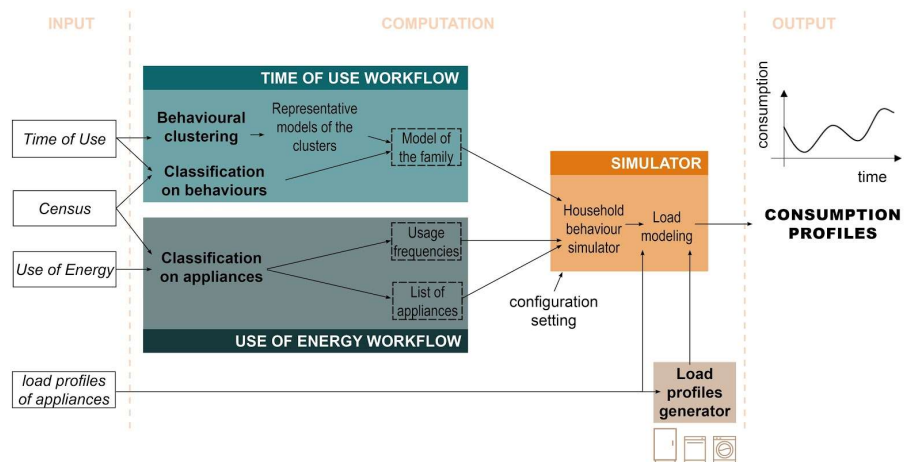 INPUT
COMPUTATION
OUTPUT
TIME OF USE WORKFLOW
Behavioural
clustering
Representative
models of the
clusters
Model of
the family
Classification
on behaviours
Time of Use
Census
Use of Energy
Classification
on appliances
Usage
frequencies
List of
appliances
USE OF ENERGY WORKFLOW
SIMULATOR
Household
behaviour
simulator
Load
modeling
configuration
setting
consumption
time
CONSUMPTION
PROFILES
load profiles
of appliances
Load
profiles
generator